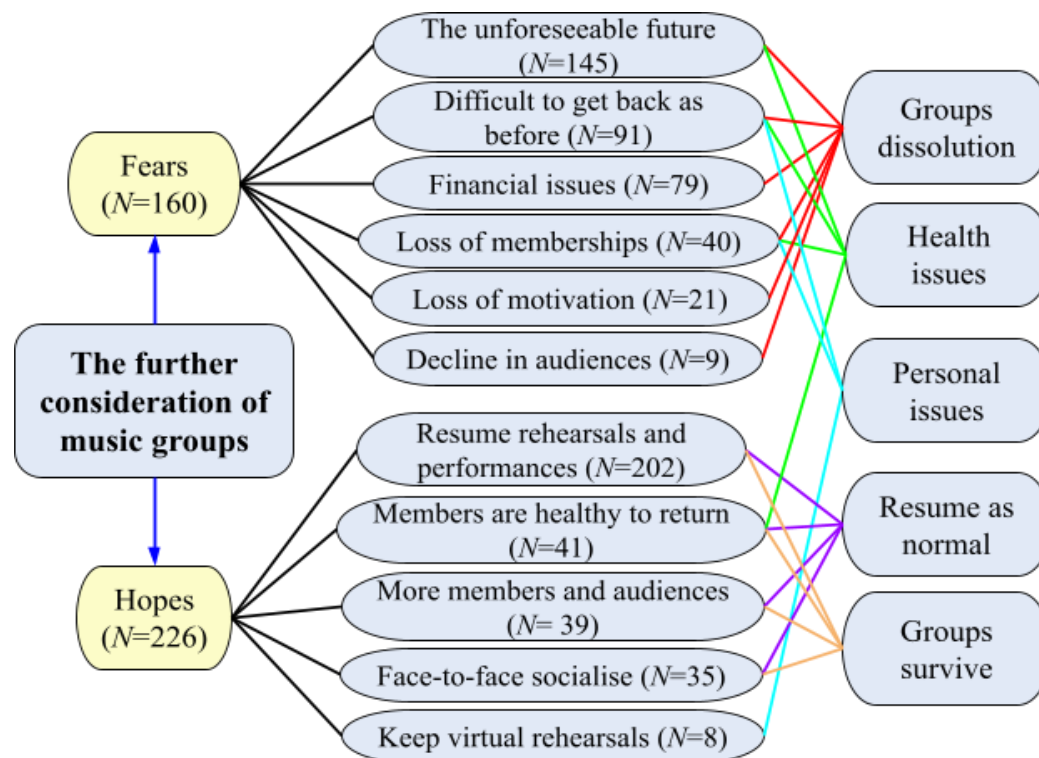 The unforeseeable future
(N=145)
Difficult to get back as
before (N=91)
Financial issues (N=79)
Loss of memberships (N=40)
Loss of motivation (N=21)
Decline in audiences (N=9)
Fears
(N=160)
The further
consideration of
music groups
Hopes
(N=226)
Resume rehearsals and
performances (N=202)
Members are healthy to return
(N=41)
More members and audiences
(N= 39)
Face-to-face socialise (N=35)
Keep virtual rehearsals (N=8)
Groups
dissolution
Health
issues
Personal
issues
Resume as
normal
Groups
survive